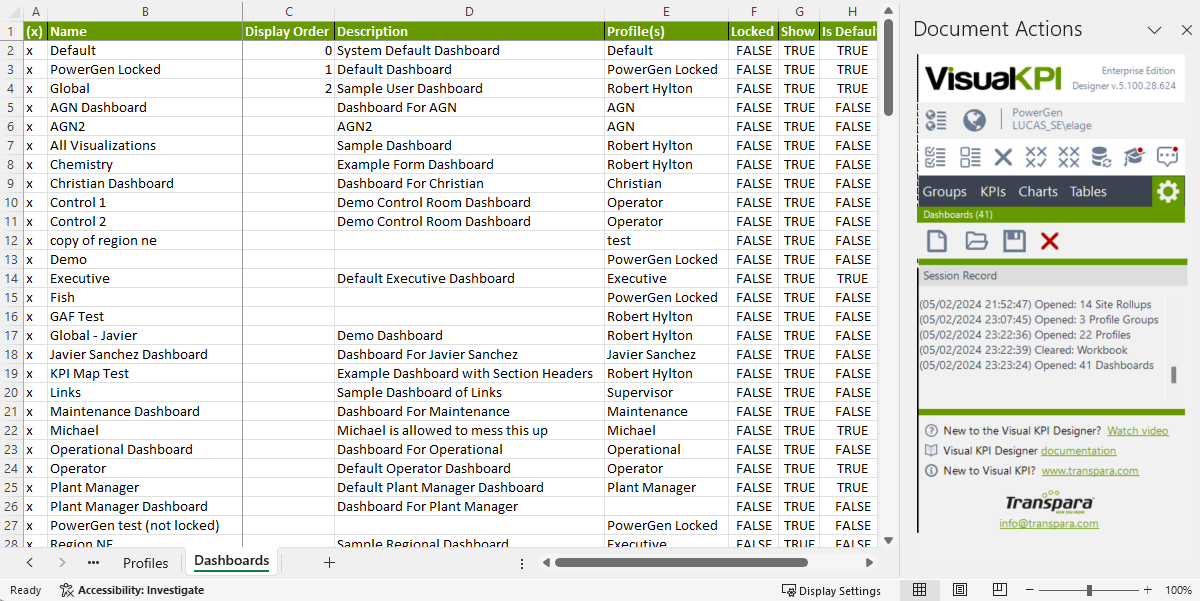 A B C D E F G H
1 (x) Name Display Order Description Profile(s) Locked Show Is Defaul
2 x Default 0 System Default Dashboard Default FALSE TRUE TRUE
3 x PowerGen Locked 1 Default Dashboard PowerGen Locked FALSE TRUE TRUE
4 x Global 2 Sample User Dashboard Robert Hylton FALSE TRUE TRUE
5 x AGN Dashboard Dashboard For AGN AGN FALSE TRUE FALSE
6 x AGN2 AGN2 AGN FALSE TRUE FALSE
7 x All Visualizations Sample Dashboard Robert Hylton FALSE TRUE FALSE
8 x Chemistry Example Form Dashboard Robert Hylton FALSE TRUE FALSE
9 x Christian Dashboard Dashboard For Christian Christian FALSE TRUE FALSE
10 x Control 1 Demo Control Room Dashboard Operator FALSE TRUE FALSE
11 x Control 2 Demo Control Room Dashboard Operator FALSE TRUE FALSE
12 x copy of region ne test FALSE TRUE FALSE
13 x Demo PowerGen Locked FALSE TRUE FALSE
14 x Executive Default Executive Dashboard Executive FALSE TRUE TRUE
15 x Fish PowerGen Locked FALSE TRUE FALSE
16 x GAF Test Robert Hylton FALSE TRUE FALSE
17 x Global - Javier Demo Dashboard Robert Hylton FALSE TRUE FALSE
18 x Javier Sanchez Dashboard Dashboard For Javier Sanchez Javier Sanchez FALSE TRUE FALSE
19 x KPI Map Test Example Dashboard with Section Headers Robert Hylton FALSE TRUE FALSE
20 x Links Sample Dashboard of Links Supervisor FALSE TRUE FALSE
21 x Maintenance Dashboard Dashboard For Maintenance Maintenance FALSE TRUE FALSE
22 x Michael Michael is allowed to mess this up Michael FALSE TRUE TRUE
23 x Operational Dashboard Dashboard For Operational Operational FALSE TRUE FALSE
24 x Operator Default Operator Dashboard Operator FALSE TRUE TRUE
25 x Plant Manager Default Plant Manager Dashboard Plant Manager FALSE TRUE TRUE
26 x Plant Manager Dashboard Dashboard For Plant Manager FALSE TRUE FALSE
27 x PowerGen test (not locked) PowerGen Locked FALSE TRUE FALSE
28 x Region NE Sample Regional Dashboard Executive FALSE TRUE FALSE
Profiles Dashboards
Ready Accessibility: Investigate Display Settings 100%
Document Actions
VisualKPI Enterprise Edition
Designer v.5.100.28.624
PowerGen
LUCAS_SE\elage
Groups KPIs Charts Tables
Dashboards (41)
Session Record
(05/02/2024 21:52:47) Opened: 14 Site Rollups
(05/02/2024 23:07:45) Opened: 3 Profile Groups
(05/02/2024 23:22:36) Opened: 22 Profiles
(05/02/2024 23:22:39) Cleared: Workbook
(05/02/2024 23:23:24) Opened: 41 Dashboards
New to the Visual KPI Designer? Watch video
Visual KPI Designer documentation
New to Visual KPI? www.transpara.com
Transpara
info@transpara.com